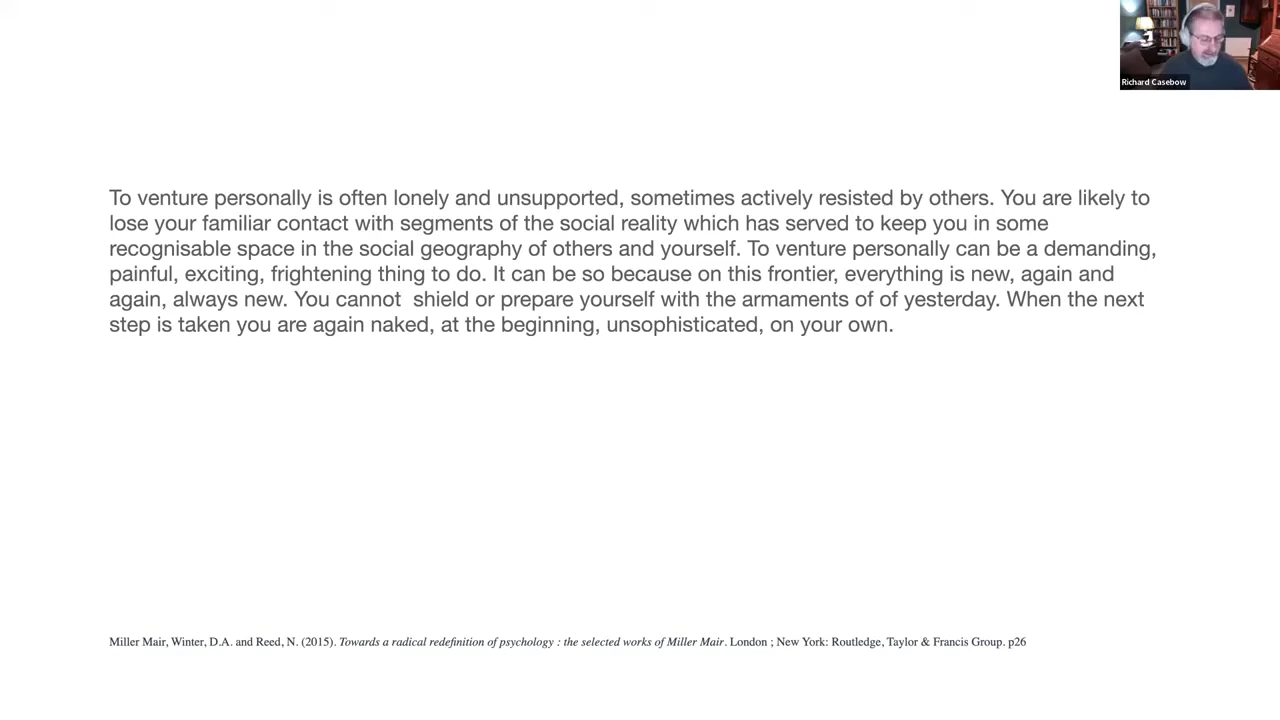 Richard Casebow
To venture personally is often lonely and unsupported, sometimes actively resisted by others. You are likely to
lose your familiar contact with segments of the social reality which has served to keep you in some
recognisable space in the social geography of others and yourself. To venture personally can be a demanding,
painful, exciting, frightening thing to do. It can be so because on this frontier, everything is new, again and
again, always new. You cannot  shield or prepare yourself with the armaments of of yesterday. When the next
step is taken you are again naked, at the beginning, unsophisticated, on your own.
Miller Mair, Winter, D.A. and Reed, N. (2015). Towards a radical redefinition of psychology : the selected works of Miller Mair. London ; New York: Routledge, Taylor & Francis Group. p26